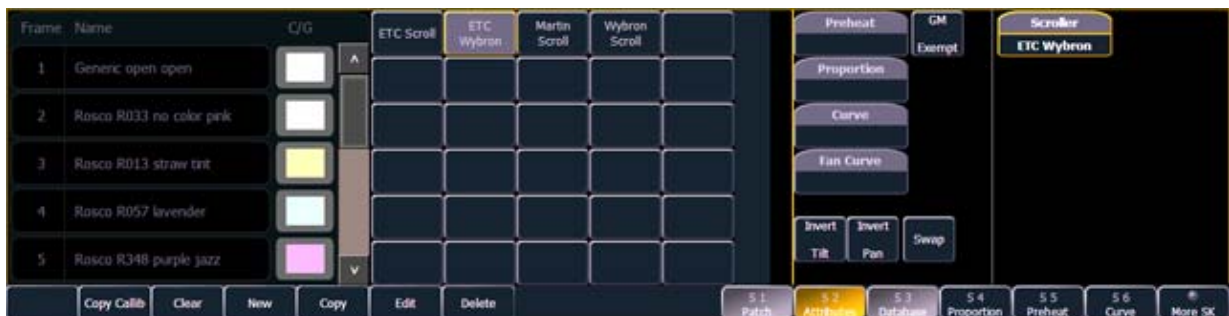 Frame Name C/G
1 Generic open open
2 Rosco R033 no color pink
3 Rosco R013 straw tint
4 Rosco R057 lavender
5 Rosco R348 purple jazz
ETC Scroll
ETC
Wybron
Martin
Scroll
Wybron
Scroll
Preheat
GM
Exempt
Proportion
Curve
Fan Curve
Invert
Tilt
Invert
Pan
Swap
Scroller
ETC Wybron
Copy Callib
Clear
New
Copy
Edit
Delete
S 1
Patch
S 2
Attributes
S 3
Database
S 4
Proportion
S 5
Preheat
S 6
Curve
More SK